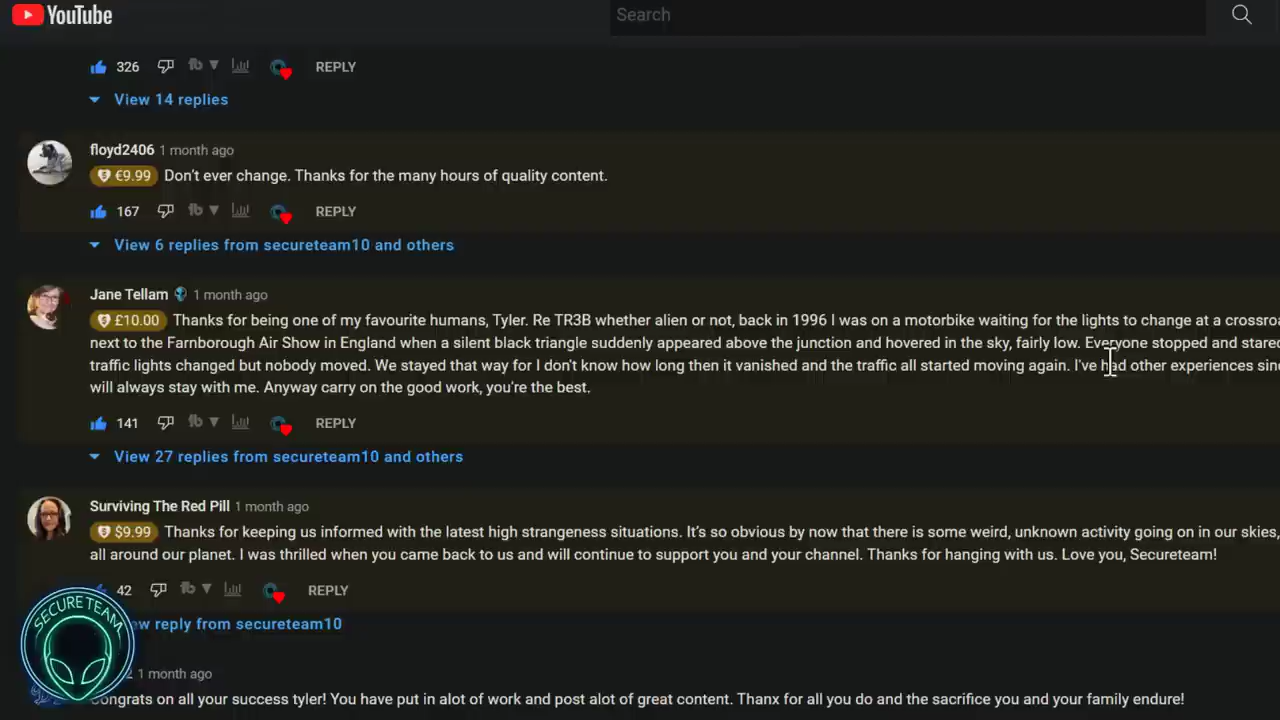 YouTube
Search
326 REPLY
View 14 replies
floyd2406 1 month ago
€9.99 Don't ever change. Thanks for the many hours of quality content.
167 REPLY
View 6 replies from secureteam10 and others
Jane Tellam 1 month ago
£10.00 Thanks for being one of my favourite humans, Tyler. Re TR3B whether alien or not, back in 1996 I was on a motorbike waiting for the lights to change at a
next to the Farnborough Air Show in England when a silent black triangle suddenly appeared above the junction and hovered in the sky, fairly low. Everyone stopped and
traffic lights changed but nobody moved. We stayed that way for I don't know how long then it vanished and the traffic all started moving again. I've had other experiences
will always stay with me. Anyway carry on the good work, you're the best.
141 REPLY
View 27 replies from secureteam10 and others
Surviving The Red Pill 1 month ago
$9.99 Thanks for keeping us informed with the latest high strangeness situations. It's so obvious by now that there is some weird, unknown activity going on in our skies,
all around our planet. I was thrilled when you came back to us and will continue to support you and your channel. Thanks for hanging with us. Love you, Secureteam!
42 REPLY
reply from secureteam10
SECURETEAM
1 month ago
Congrats on all your success tyler! You have put in alot of work and post alot of great content. Thanx for all you do and the sacrifice you and your family endure!